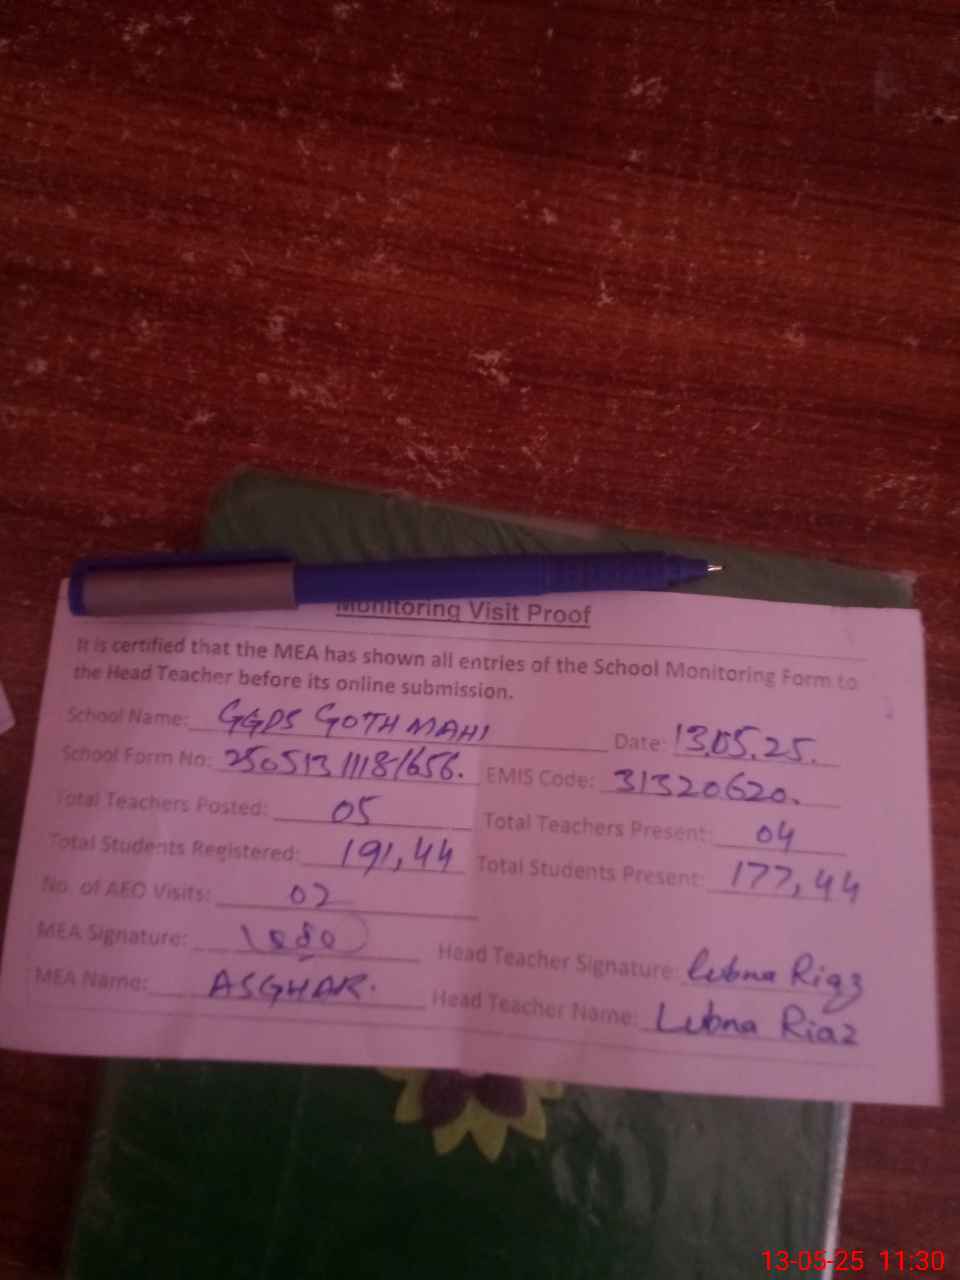 Monitoring Visit Proof
It is certified that the MEA has shown all entries of the School Monitoring Form to
the Head Teacher before its online submission.
School Name: GGPS GOTH MAHI Date: 13.05.25.
School Form No: 250513111181656. EMIS Code: 31320620.
Total Teachers Posted: 05 Total Teachers Present: 04
Total Students Registered: 191,44 Total Students Present: 177,44
No. of AEO Visits: 02
MEA Signature: Head Teacher Signature: Lubna Riaz
MEA Name: ASGHAR. Head Teacher Name: Lubna Riaz
13-05-25 11:30